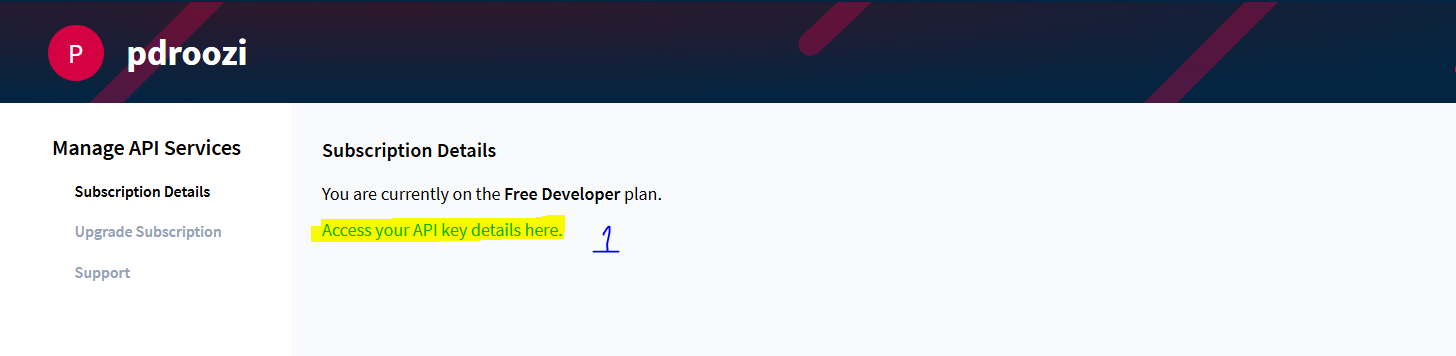 P
pdroozi
Manage API Services
Subscription Details
Upgrade Subscription
Support
Subscription Details
You are currently on the Free Developer plan.
Access your API key details here.
1